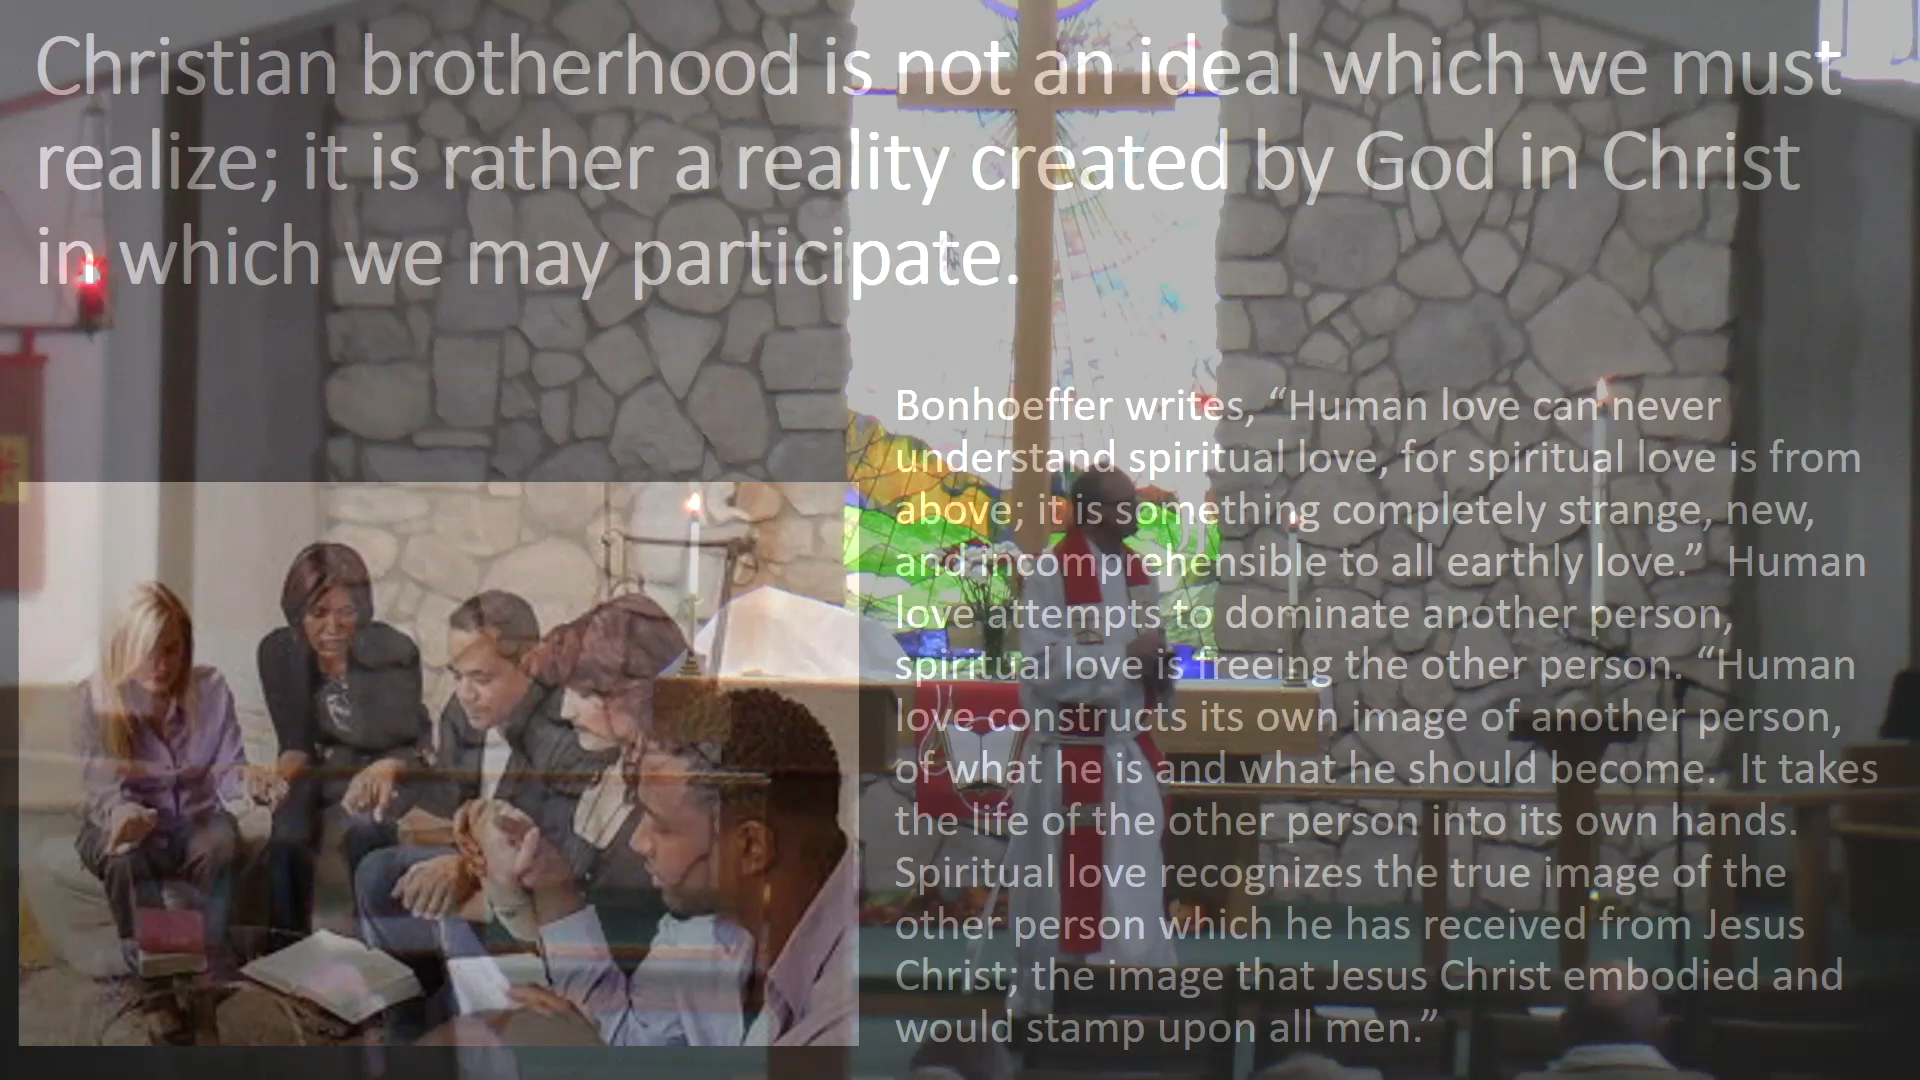 Christian brotherhood is not an ideal which we must
realize; it is rather a reality created by God in Christ
in which we may participate.
Bonhoeffer writes, “Human love can never
understand spiritual love, for spiritual love is from
above; it is something completely strange, new,
and incomprehensible to all earthly love.”  Human
love attempts to dominate another person,
spiritual love is freeing the other person. “Human
love constructs its own image of another person,
of what he is and what he should become.  It takes
the life of the other person into its own hands.
Spiritual love recognizes the true image of the
other person which he has received from Jesus
Christ; the image that Jesus Christ embodied and
would stamp upon all men.”